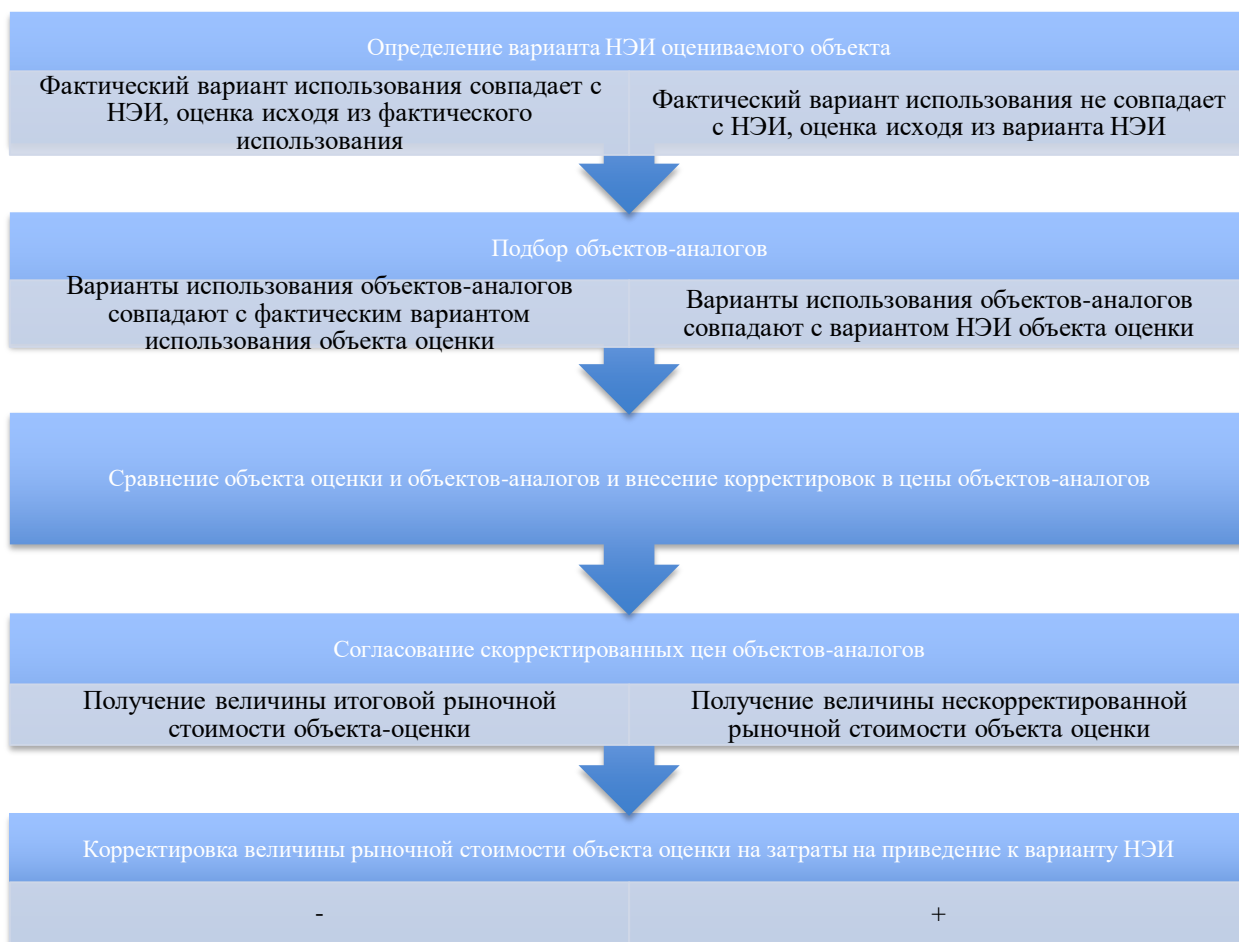 Определение варианта НЭИ оцениваемого объекта
Фактический вариант использования совпадает с
НЭИ, оценка исходя из фактического
использования
Фактический вариант использования не совпадает
с НЭИ, оценка исходя из варианта НЭИ
Подбор объектов-аналогов
Варианты использования объектов-аналогов
совпадают с фактическим вариантом
использования объекта оценки
Варианты использования объектов-аналогов
совпадают с вариантом НЭИ объекта оценки
Сравнение объекта оценки и объектов-аналогов и внесение корректировок в цены объектов-аналогов
Согласование скорректированных цен объектов-аналогов
Получение величины итоговой рыночной
стоимости объекта-оценки
Получение величины нескорректированной
рыночной стоимости объекта оценки
Корректировка величины рыночной стоимости объекта оценки на затраты на приведение к варианту НЭИ
-
+